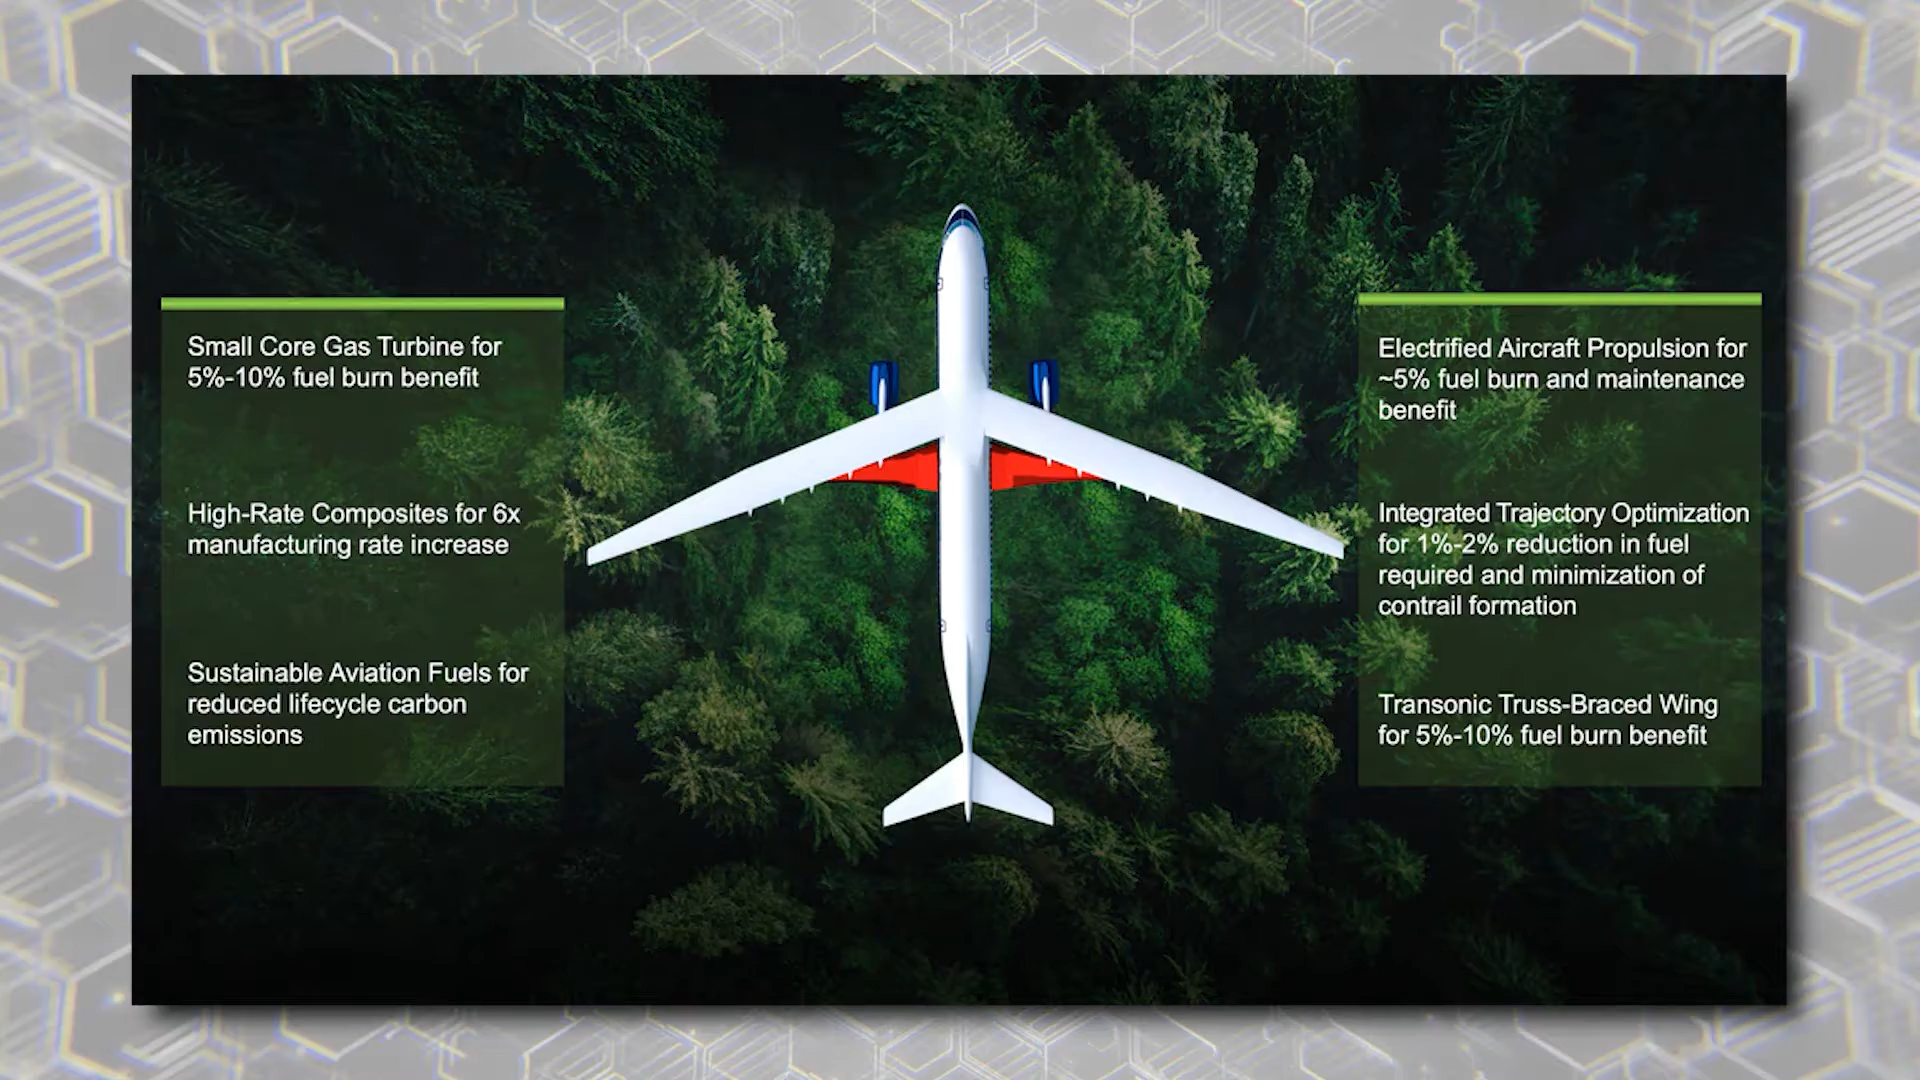 Small Core Gas Turbine for
5%-10% fuel burn benefit
High-Rate Composites for 6x
manufacturing rate increase
Sustainable Aviation Fuels for
reduced lifecycle carbon
emissions
Electrified Aircraft Propulsion for
~5% fuel burn and maintenance
benefit
Integrated Trajectory Optimization
for 1%-2% reduction in fuel
required and minimization of
contrail formation
Transonic Truss-Braced Wing
for 5%-10% fuel burn benefit